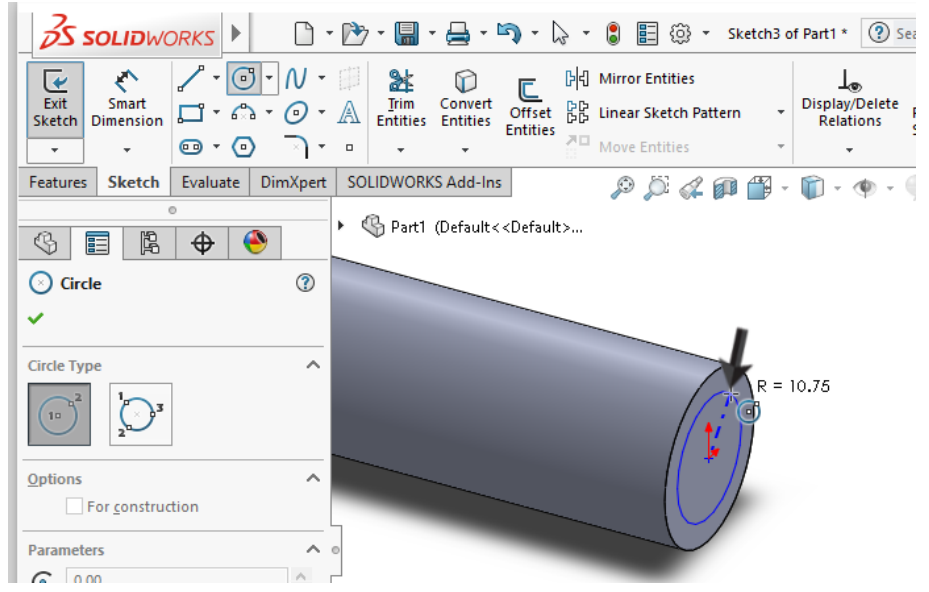 SOLIDWORKS
Sketch3 of Part1 *
Sea
Exit Sketch
Smart Dimension
Trim Entities
Convert Entities
Offset Entities
Mirror Entities
Linear Sketch Pattern
Move Entities
Display/Delete Relations
Features Sketch Evaluate DimXpert SOLIDWORKS Add-Ins
Part1 (Default<<Default>...
Circle
Circle Type
Options
For construction
Parameters
0.00
R = 10.75